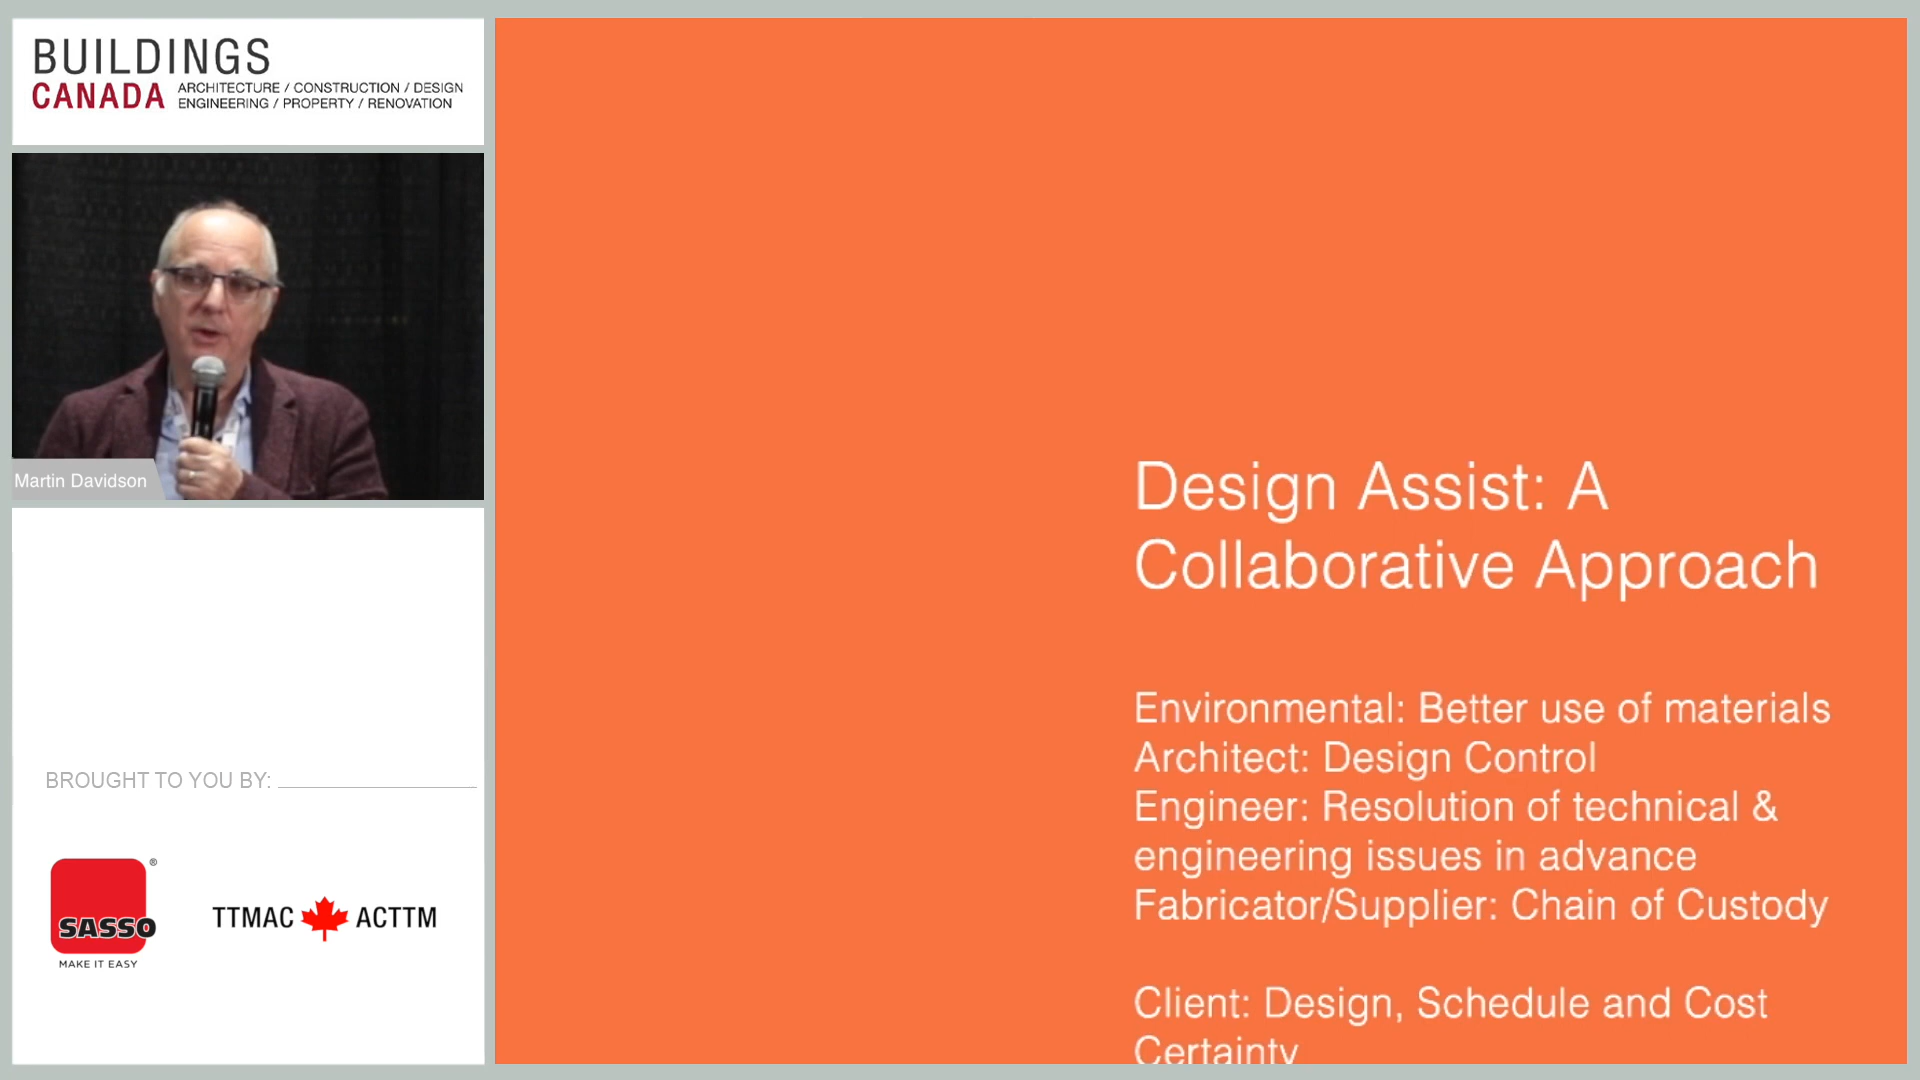 BUILDINGS
CANADA
ARCHITECTURE / CONSTRUCTION / DESIGN
ENGINEERING / PROPERTY / RENOVATION
Martin Davidson
BROUGHT TO YOU BY:
SASSO®
MAKE IT EASY
TTMAC ACTTM
Design Assist: A
Collaborative Approach
Environmental: Better use of materials
Architect: Design Control
Engineer: Resolution of technical &
engineering issues in advance
Fabricator/Supplier: Chain of Custody
Client: Design, Schedule and Cost
Certainty